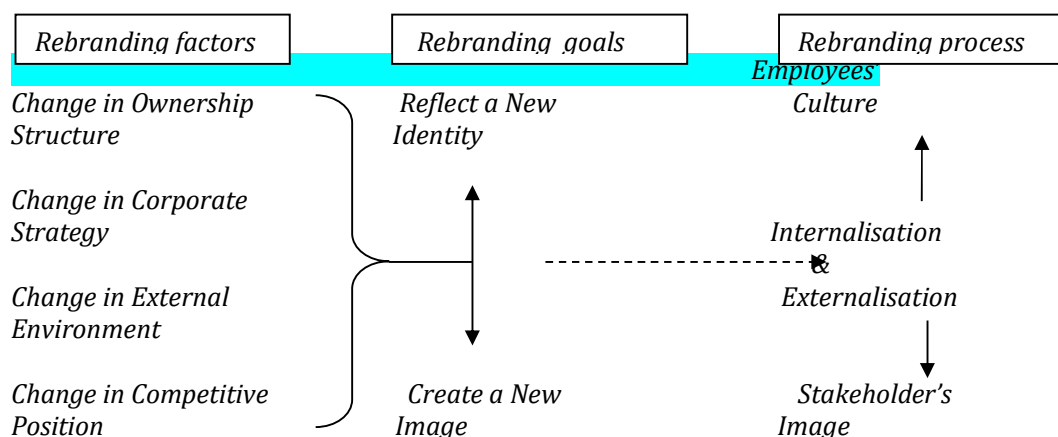 Rebranding factors
Rebranding goals
Rebranding process
Employees'
Change in Ownership
Structure
Change in Corporate
Strategy
Change in External
Environment
Change in Competitive
Position
Reflect a New
Identity
Create a New
Image
Culture
Internalisation
&
Externalisation
Stakeholder's
Image